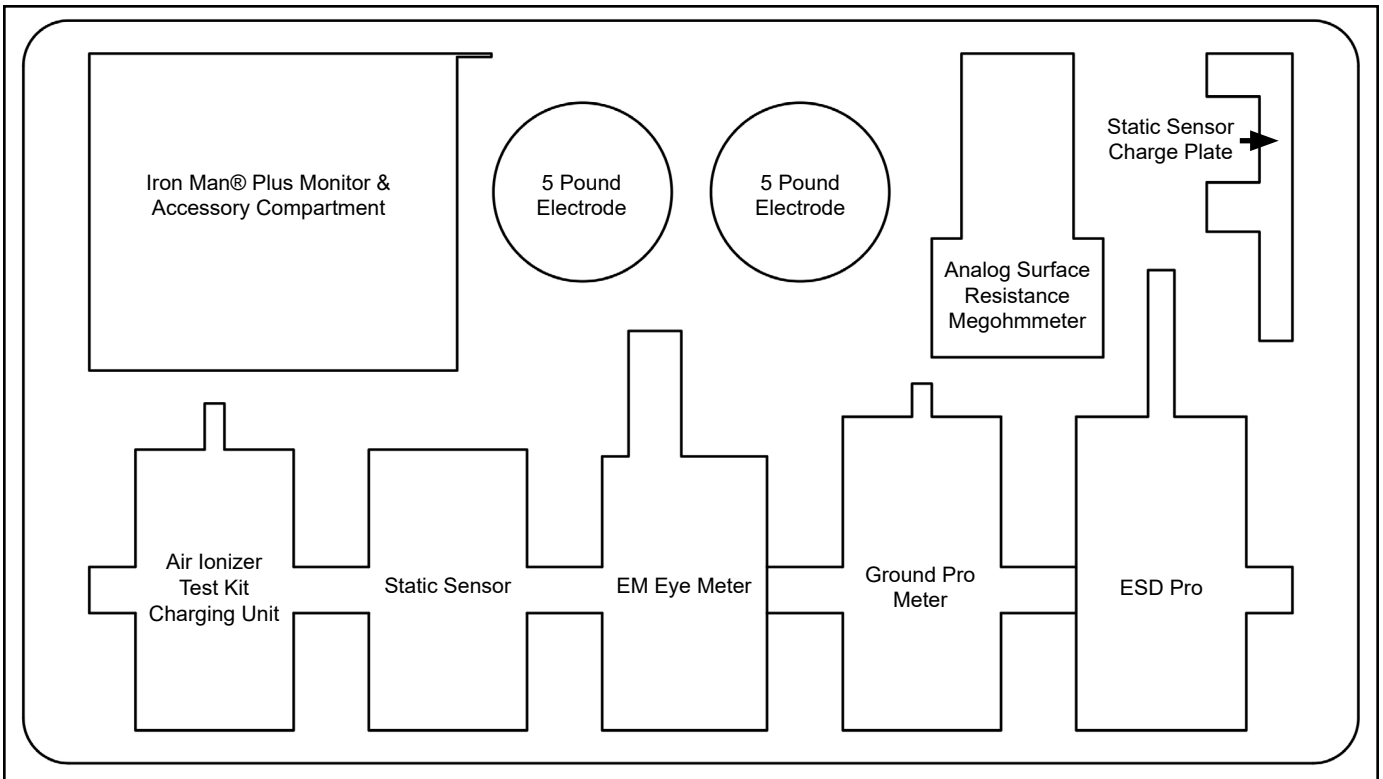 Iron Man® Plus Monitor &
Accessory Compartment
5 Pound
Electrode
5 Pound
Electrode
Static Sensor
Charge Plate
Analog Surface
Resistance
Megohmmeter
Air Ionizer
Test Kit
Charging Unit
Static Sensor
EM Eye Meter
Ground Pro
Meter
ESD Pro